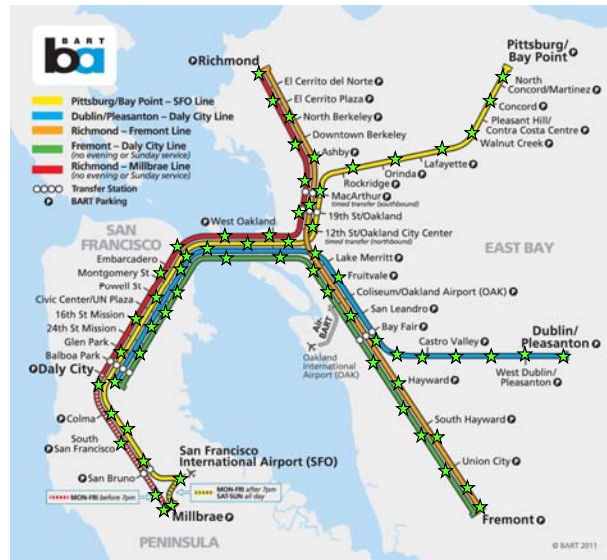 BART
ba
Pittsburg/Bay Point – SFO Line
Dublin/Pleasanton – Daly City Line
Richmond – Fremont Line
Fremont – Daly City Line
(no evening or Sunday service)
Richmond – Millbrae Line
(no evening or Sunday service)
Transfer Station
P BART Parking
P Richmond
El Cerrito del Norte P
El Cerrito Plaza P
North Berkeley P
Downtown Berkeley
Ashby P
Pittsburg/
Bay Point P
North
Concord/Martinez P
Concord P
Pleasant Hill/
Contra Costa Centre P
Walnut Creek P
Lafayette P
Orinda P
Rockridge P
MacArthur P
timed transfer (southbound)
19th St/Oakland
12th St/Oakland City Center
timed transfer (northbound)
EAST BAY
P West Oakland
SAN
FRANCISCO
Embarcadero
Montgomery St
Powell St
Civic Center/UN Plaza
16th St Mission
24th St Mission
Glen Park
Balboa Park
P Daly City
Lake Merritt P
Fruitvale P
Coliseum/Oakland Airport (OAK) P
San Leandro P
Bay Fair P
AirBART
Oakland
International
Airport (OAK)
Castro Valley P
Dublin/
Pleasanton P
West Dublin/
Pleasanton P
Hayward P
South Hayward P
Union City P
Fremont P
P Colma
South
P San Francisco
San Francisco
International Airport (SFO)
P San Bruno
MON-FRI before 7pm
MON-FRI after 7pm
SAT-SUN all day
Millbrae P
PENINSULA
© BART 2011